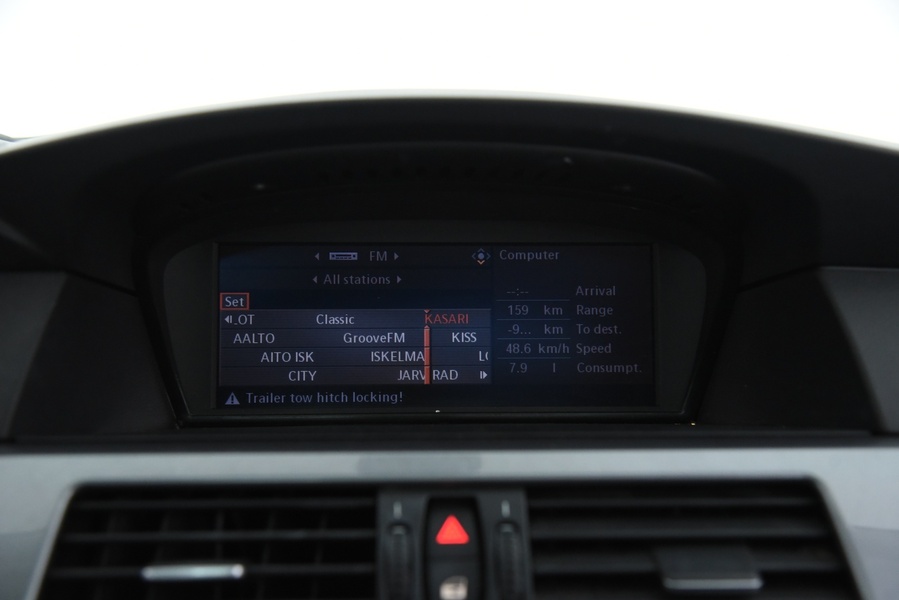 FM
All stations
Set
_OT Classic KASARI
AALTO GrooveFM KISS
AITO ISK ISKELMA
CITY JARV RAD
Trailer tow hitch locking!
Computer
--:-- Arrival
159 km Range
-9... km To dest.
48.6 km/h Speed
7.9 l Consumpt.